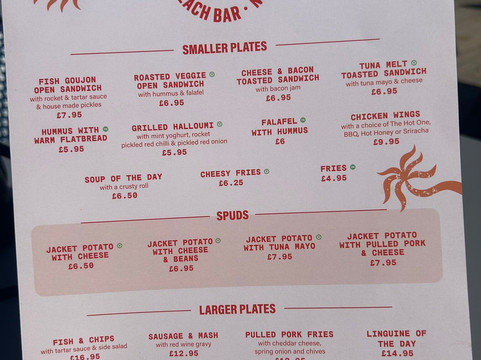 BEACH BAR · N
SMALLER PLATES
FISH GOUJON
OPEN SANDWICH
with rocket & tartar sauce
& house made pickles
£7.95
ROASTED VEGGIE
OPEN SANDWICH
with hummus & falafel
£6.95
CHEESE & BACON
TOASTED SANDWICH
with bacon jam
£6.95
TUNA MELT
TOASTED SANDWICH
with tuna mayo & cheese
£6.95
HUMMUS WITH
WARM FLATBREAD
£5.95
GRILLED HALLOUMI
with mint yoghurt, rocket
pickled red chilli & pickled red onion
£5.95
FALAFEL
WITH HUMMUS
£6
CHICKEN WINGS
with a choice of The Hot One,
BBQ, Hot Honey or Sriracha
£9.95
SOUP OF THE DAY
with a crusty roll
£6.50
CHEESY FRIES
£6.25
FRIES
£4.95
SPUDS
JACKET POTATO
WITH CHEESE
£6.50
JACKET POTATO
WITH CHEESE
& BEANS
£6.95
JACKET POTATO
WITH TUNA MAYO
£7.95
JACKET POTATO
WITH PULLED PORK
& CHEESE
£7.95
LARGER PLATES
FISH & CHIPS
with tartar sauce & side salad
£16.95
SAUSAGE & MASH
with red wine gravy
£12.95
PULLED PORK FRIES
with cheddar cheese,
spring onion and chives
LINGUINE OF
THE DAY
£14.95